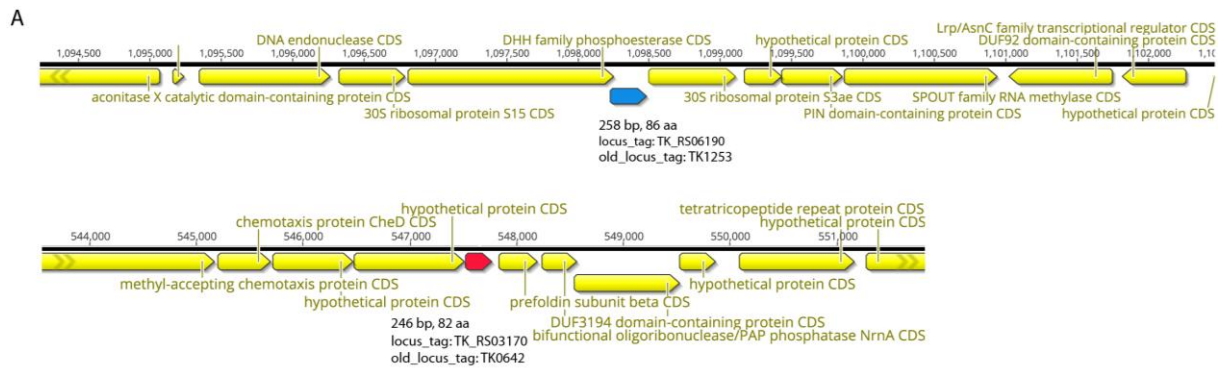 A
Lrp/AsnC family transcriptional regulator CDS
DNA endonuclease CDS DHH family phosphoesterase CDS hypothetical protein CDS DUF92 domain-containing protein CDS
1,094,500 1,095,000 1,095,500 1,096,000 1,096,500 1,097,000 1,097,500 1,098,000 1,098,500 1,099,000 1,099,500 1,100,000 1,100,500 1,101,000 1,101,500 1,102,000 1,10
aconitase X catalytic domain-containing protein CDS 30S ribosomal protein S3ae CDS SPOUT family RNA methylase CDS
30S ribosomal protein S15 CDS PIN domain-containing protein CDS hypothetical protein CDS
258 bp, 86 aa
locus_tag: TK_RS06190
old_locus_tag: TK1253
hypothetical protein CDS tetratricopeptide repeat protein CDS
chemotaxis protein CheD CDS hypothetical protein CDS
544,000 545,000 546,000 547,000 548,000 549,000 550,000 551,000
methyl-accepting chemotaxis protein CDS hypothetical protein CDS
hypothetical protein CDS prefoldin subunit beta CDS
246 bp, 82 aa DUF3194 domain-containing protein CDS
locus_tag: TK_RS03170 bifunctional oligoribonuclease/PAP phosphatase NrnA CDS
old_locus_tag: TK0642